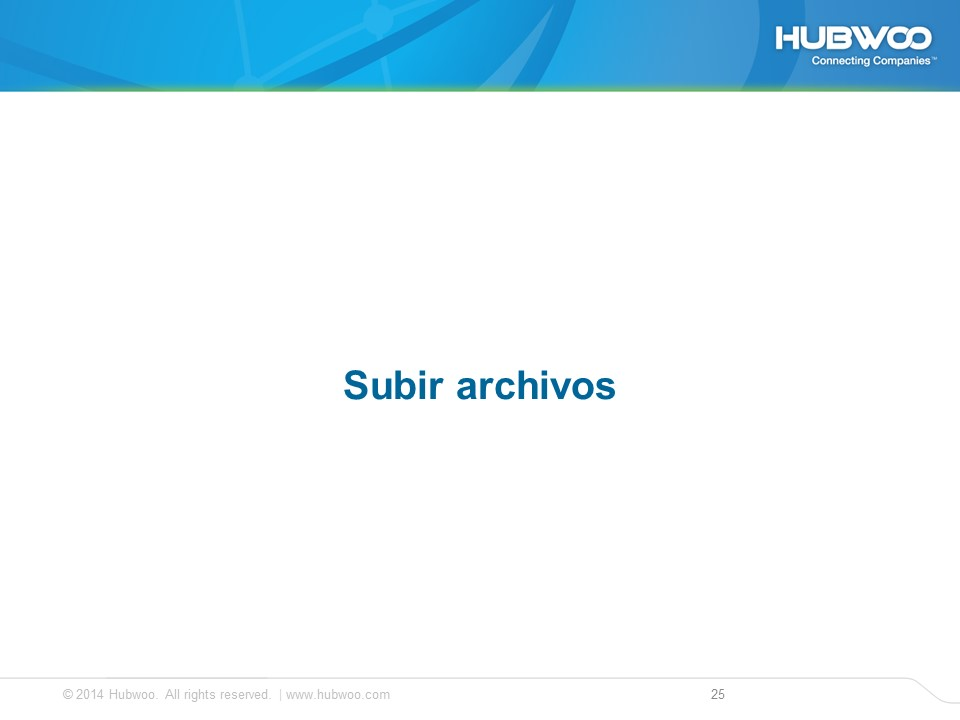 HUBWOO
Connecting Companies™
Subir archivos
© 2014 Hubwoo. All rights reserved. | www.hubwoo.com
25